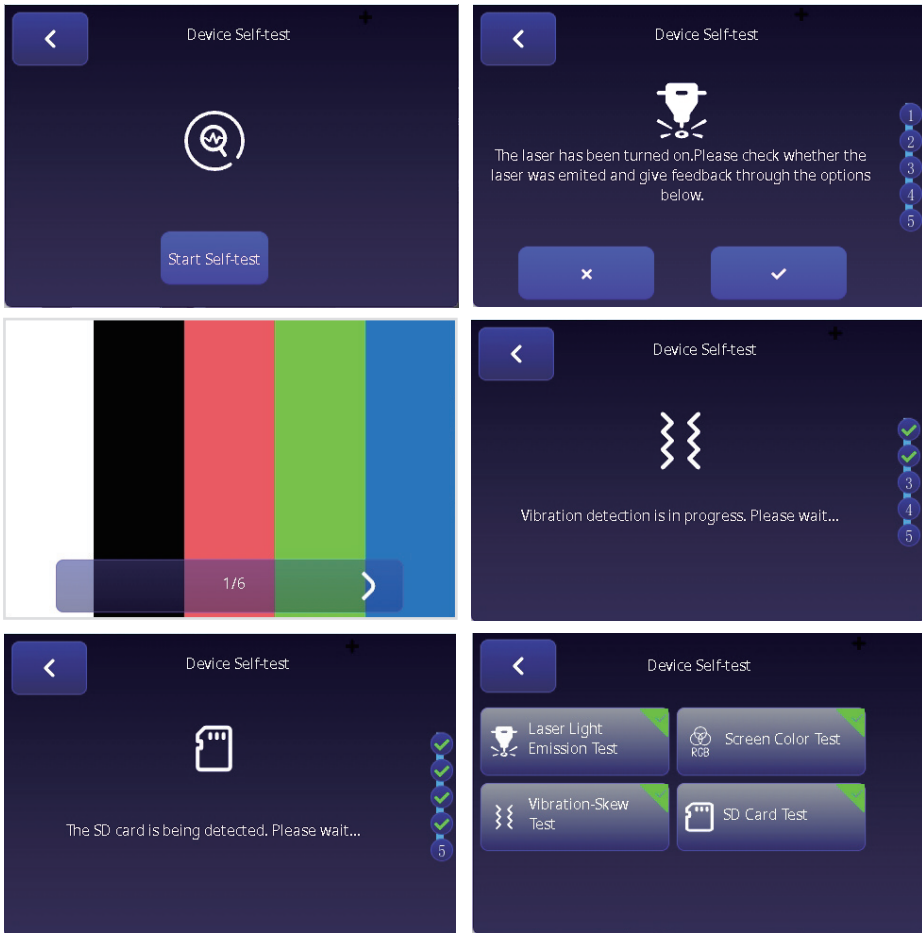 Device Self-test
Start Self-test
Device Self-test
The laser has been turned on.Please check whether the
laser was emited and give feedback through the options
below.
1
2
3
4
5
1/6
Device Self-test
Vibration detection is in progress. Please wait...
3
4
5
Device Self-test
The SD card is being detected. Please wait...
5
Device Self-test
Laser Light
Emission Test
RGB
Screen Color Test
Vibration-Skew
Test
SD Card Test